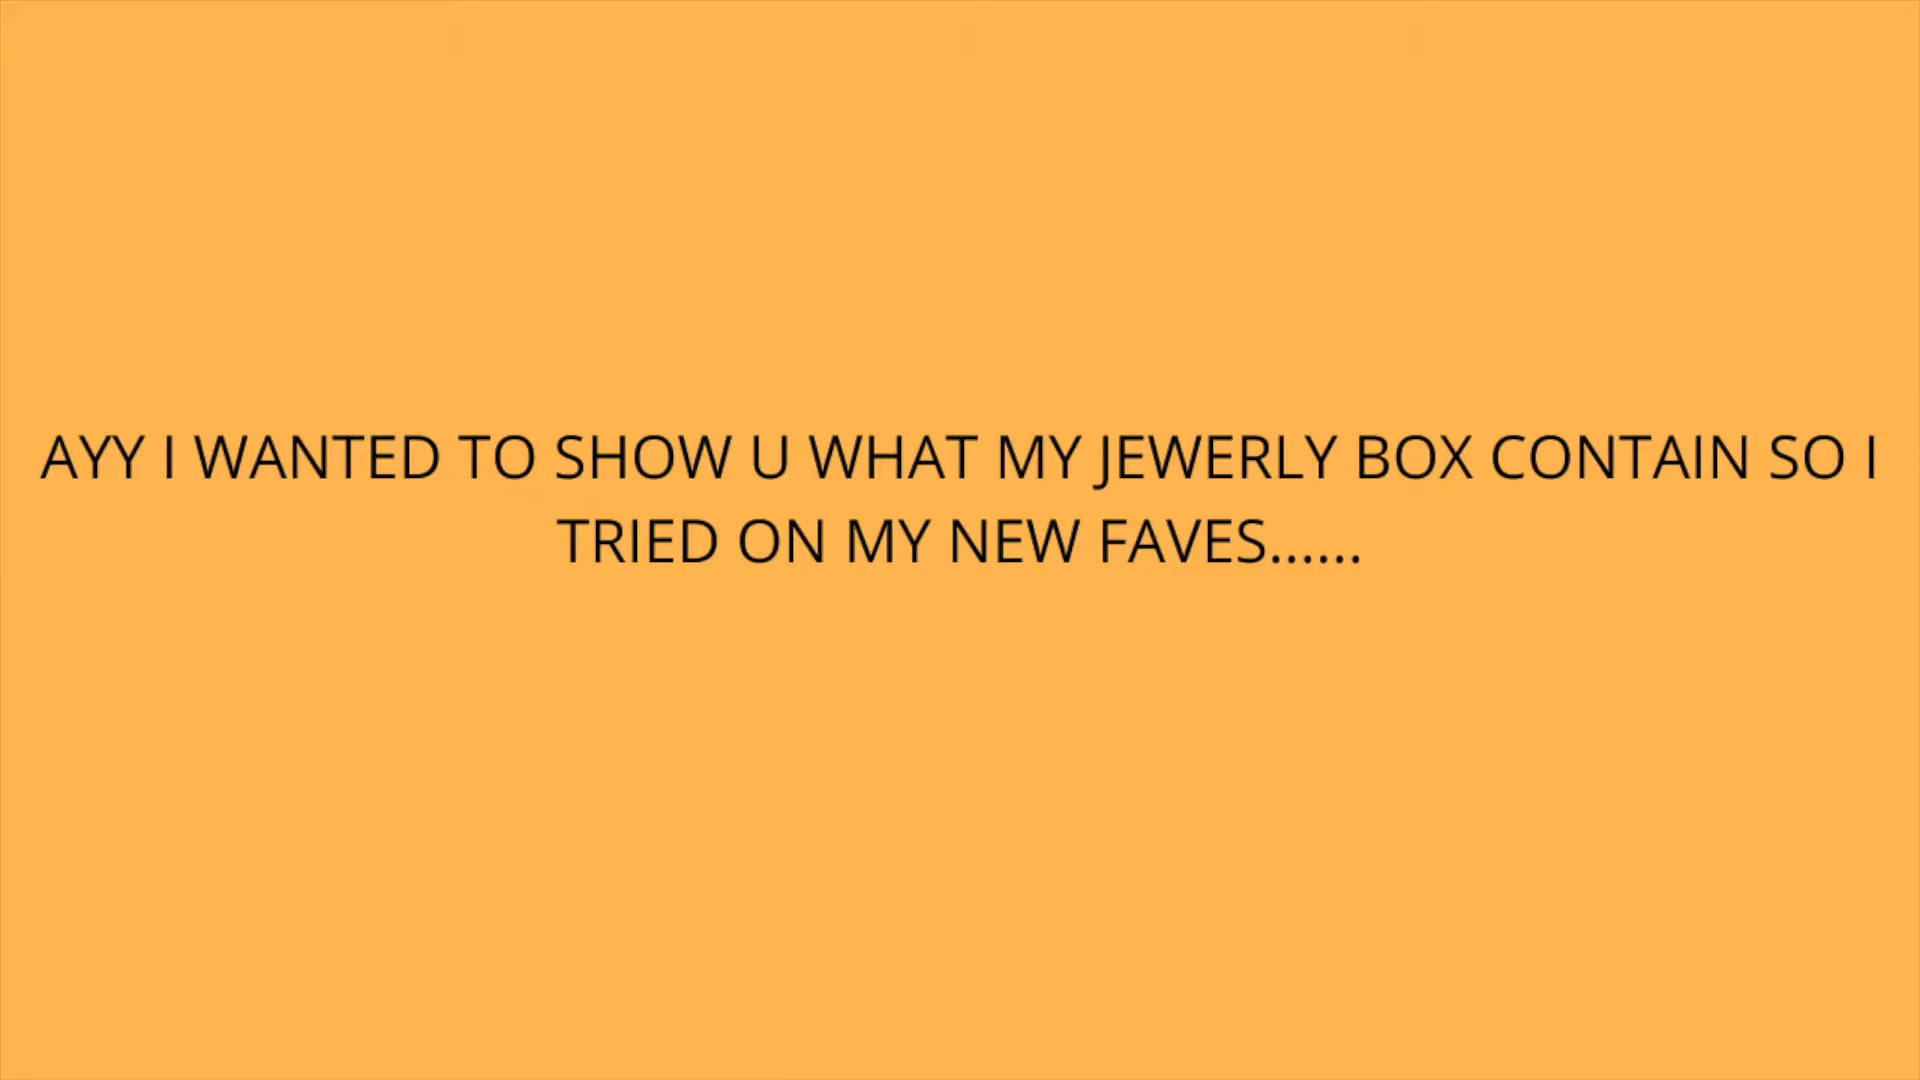 AYY I WANTED TO SHOW U WHAT MY JEWERLY BOX CONTAIN SO I
TRIED ON MY NEW FAVES......